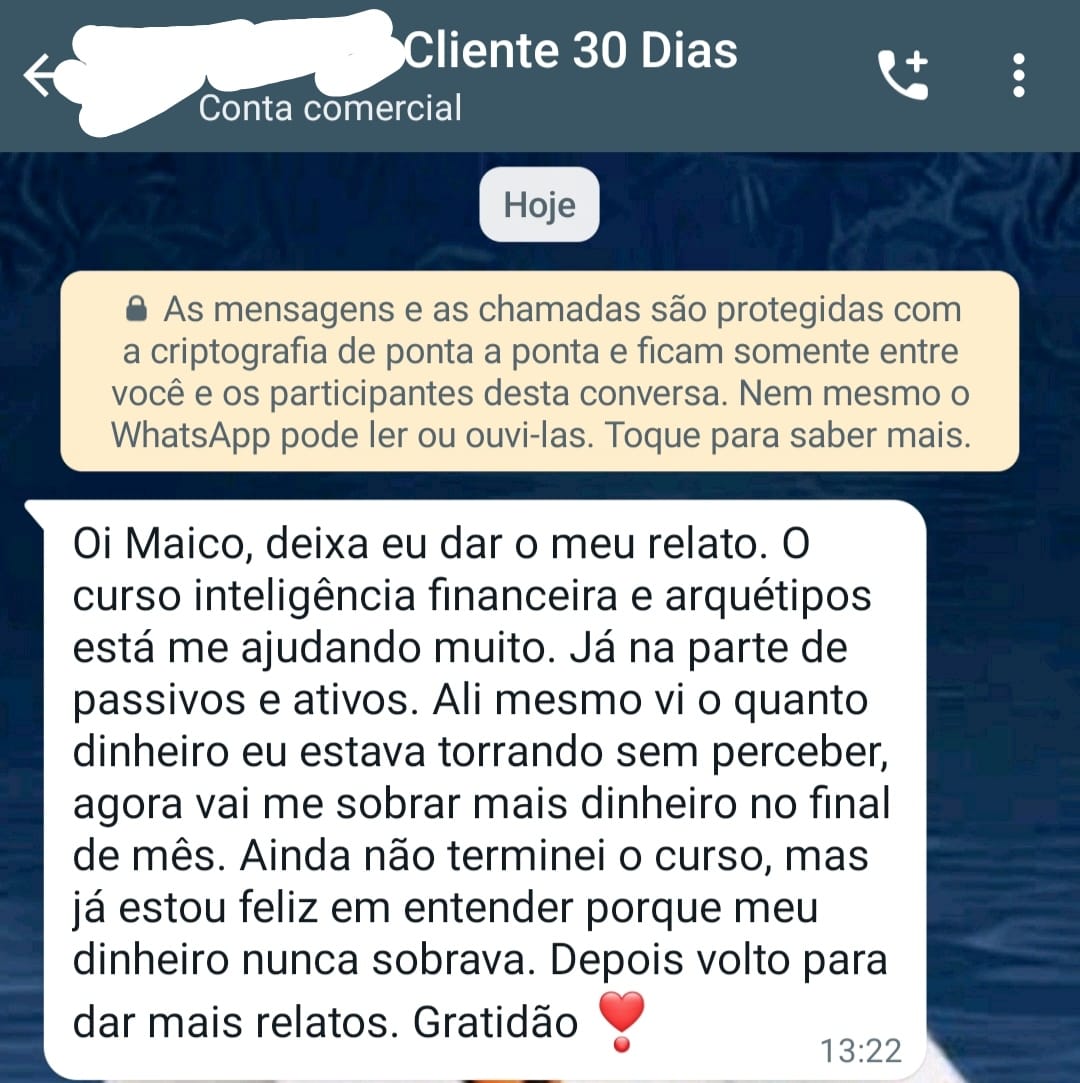 Cliente 30 Dias
Conta comercial
Hoje
As mensagens e as chamadas são protegidas com
a criptografia de ponta a ponta e ficam somente entre
você e os participantes desta conversa. Nem mesmo o
WhatsApp pode ler ou ouvi-las. Toque para saber mais.
Oi Maico, deixa eu dar o meu relato. O
curso inteligência financeira e arquétipos
está me ajudando muito. Já na parte de
passivos e ativos. Ali mesmo vi o quanto
dinheiro eu estava torrando sem perceber,
agora vai me sobrar mais dinheiro no final
de mês. Ainda não terminei o curso, mas
já estou feliz em entender porque meu
dinheiro nunca sobrava. Depois volto para
dar mais relatos. Gratidão ❣️
13:22